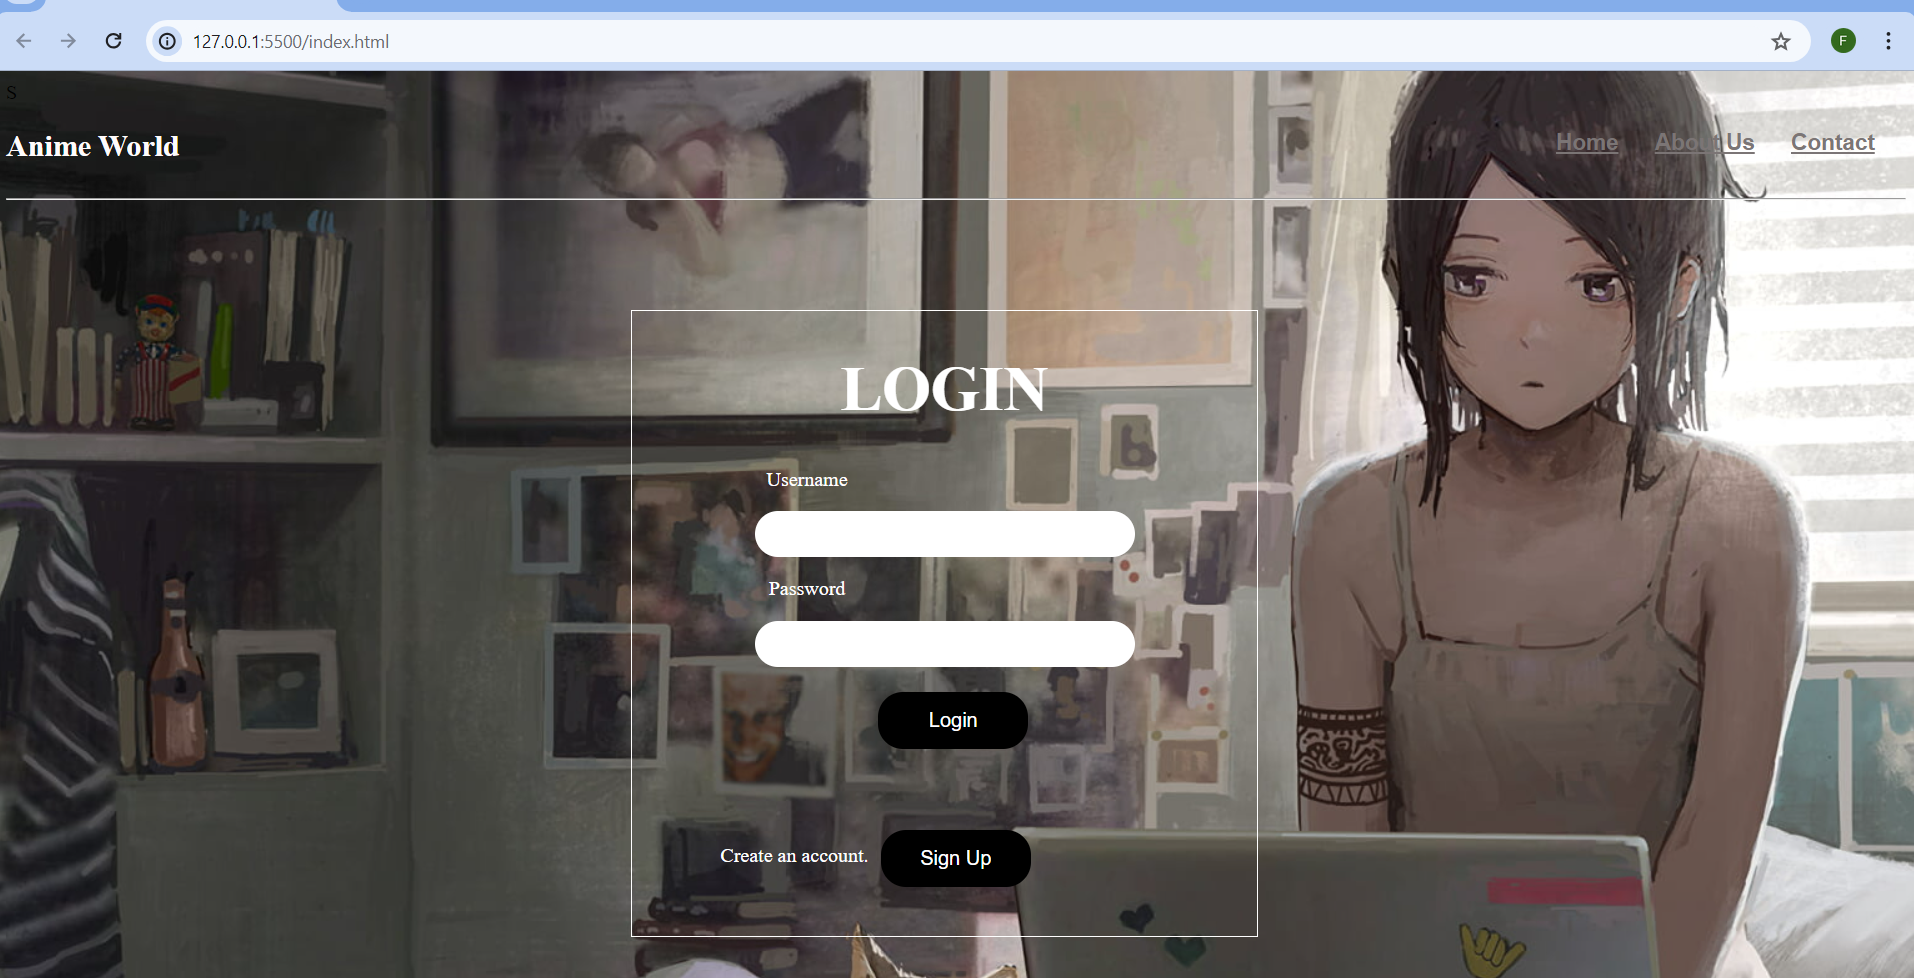 127.0.0.1:5500/index.html
F
S
Anime World
Home About Us Contact
LOGIN
Username
Password
Login
Create an account. Sign Up